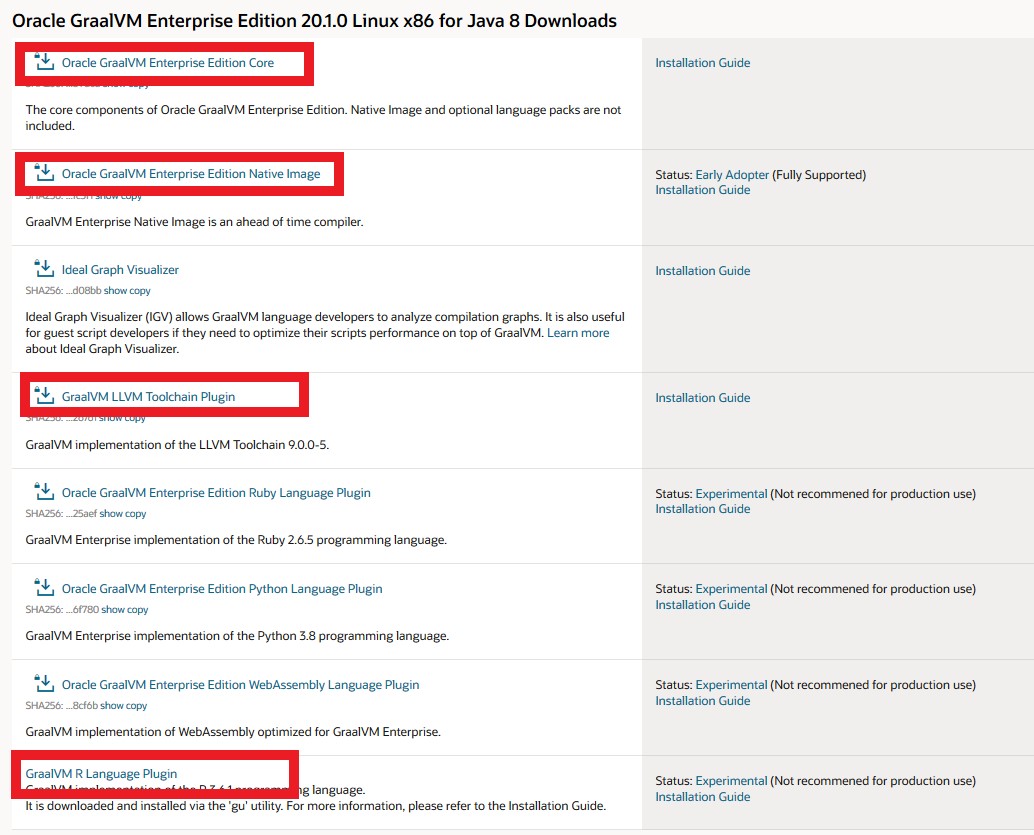 Oracle GraalVM Enterprise Edition 20.1.0 Linux x86 for Java 8 Downloads
Oracle GraalVM Enterprise Edition Core
Installation Guide
show copy
The core components of Oracle GraalVM Enterprise Edition. Native Image and optional language packs are not
included.
Oracle GraalVM Enterprise Edition Native Image
Status: Early Adopter (Fully Supported)
Installation Guide
SHA256: show copy
GraalVM Enterprise Native Image is an ahead of time compiler.
Ideal Graph Visualizer
Installation Guide
SHA256: ...d08bb show copy
Ideal Graph Visualizer (IGV) allows GraalVM language developers to analyze compilation graphs. It is also useful
for guest script developers if they need to optimize their scripts performance on top of GraalVM. Learn more
about Ideal Graph Visualizer.
GraalVM LLVM Toolchain Plugin
Installation Guide
SHA256: show copy
GraalVM implementation of the LLVM Toolchain 9.0.0-5.
Oracle GraalVM Enterprise Edition Ruby Language Plugin
Status: Experimental (Not recommened for production use)
Installation Guide
SHA256: ...25aef show copy
GraalVM Enterprise implementation of the Ruby 2.6.5 programming language.
Oracle GraalVM Enterprise Edition Python Language Plugin
Status: Experimental (Not recommened for production use)
Installation Guide
SHA256: ...6f780 show copy
GraalVM Enterprise implementation of the Python 3.8 programming language.
Oracle GraalVM Enterprise Edition WebAssembly Language Plugin
Status: Experimental (Not recommened for production use)
Installation Guide
SHA256: ...8cf6b show copy
GraalVM implementation of WebAssembly optimized for GraalVM Enterprise.
GraalVM R Language Plugin
Status: Experimental (Not recommened for production use)
Installation Guide
GraalVM implementation of the R 3.6.1 programming language.
It is downloaded and installed via the 'gu' utility. For more information, please refer to the Installation Guide.